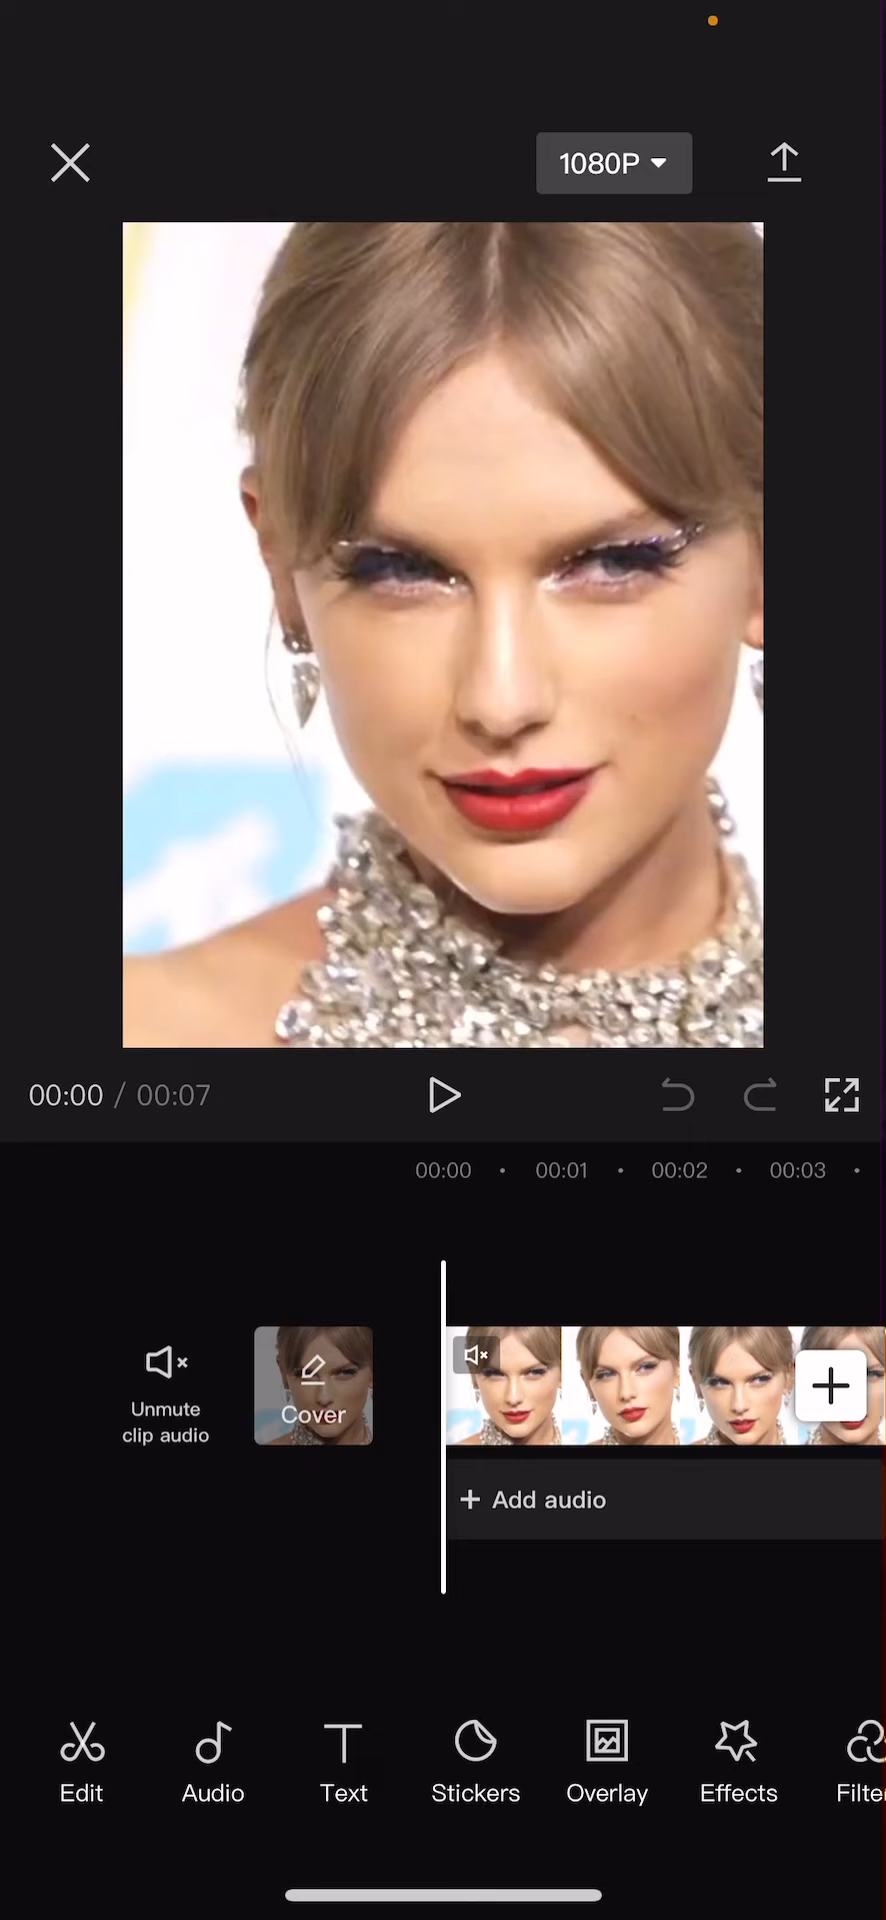 1080P
00:00 / 00:07
00:00 • 00:01 • 00:02 • 00:03 •
Unmute
clip audio
Cover
+ Add audio
Edit Audio Text Stickers Overlay Effects Filte